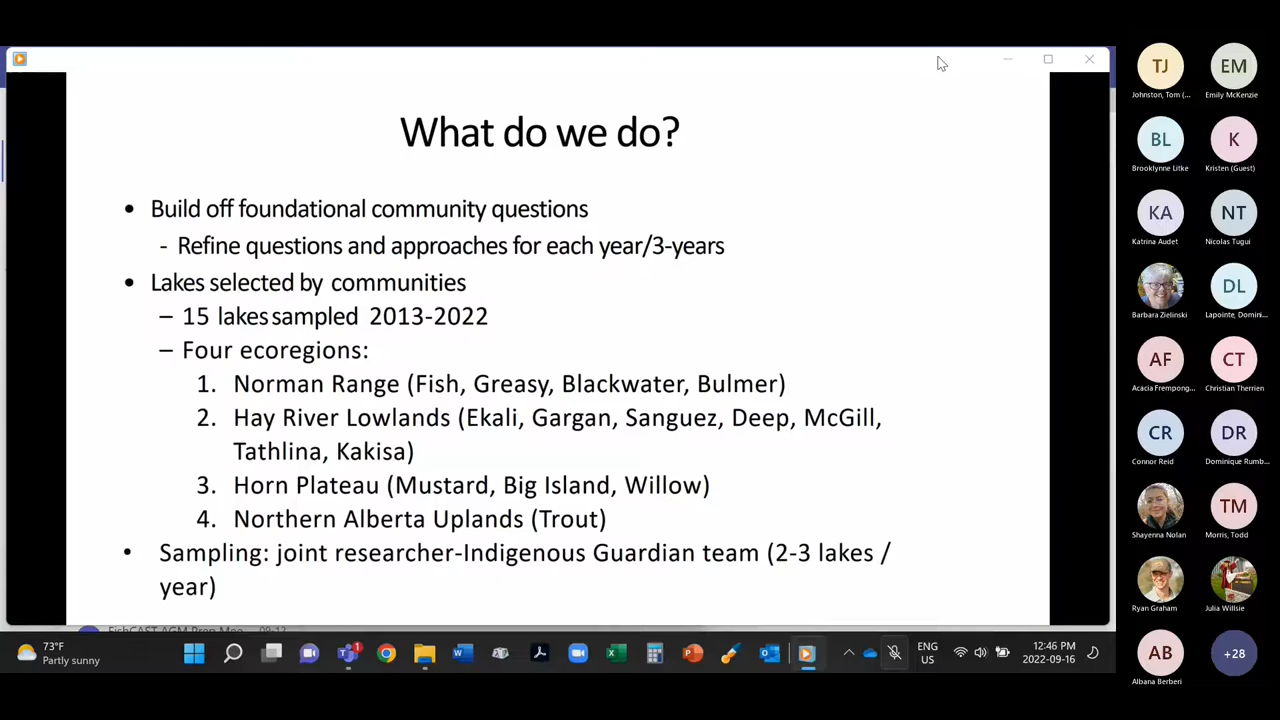 What do we do?
• Build off foundational community questions
- Refine questions and approaches for each year/3-years
• Lakes selected by communities
– 15 lakes sampled 2013-2022
– Four ecoregions:
1. Norman Range (Fish, Greasy, Blackwater, Bulmer)
2. Hay River Lowlands (Ekali, Gargan, Sanguez, Deep, McGill,
Tathlina, Kakisa)
3. Horn Plateau (Mustard, Big Island, Willow)
4. Northern Alberta Uplands (Trout)
• Sampling: joint researcher-Indigenous Guardian team (2-3 lakes /
year)
TJ
Johnston, Tom (...
EM
Emily McKenzie
BL
Brooklynne Litke
K
Kristen (Guest)
KA
Katrina Audet
NT
Nicolas Tugui
Barbara Zielinski
DL
Lapointe, Domini...
AF
Acacia Frempong...
CT
Christian Therrien
CR
Connor Reid
DR
Dominique Rumb...
Shayenna Nolan
TM
Morris, Todd
Ryan Graham
Julia Willsie
AB
Albana Berberi
+28
73°F
Partly sunny
1
ENG
US
12:46 PM
2022-09-16